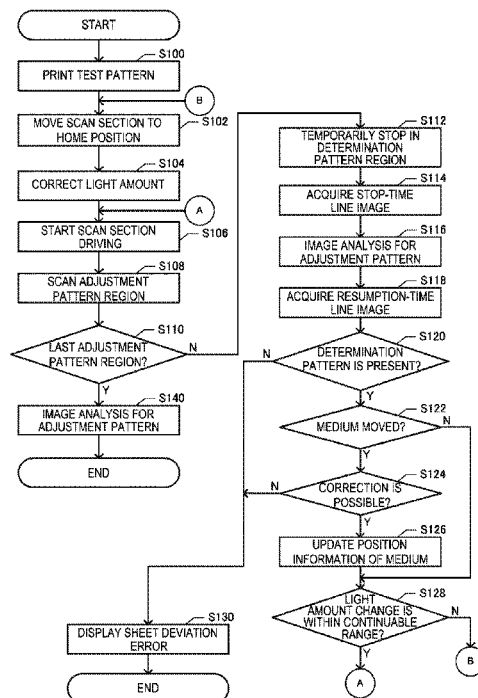 START
S100
PRINT TEST PATTERN
B
S102
MOVE SCAN SECTION TO
HOME POSITION
S104
CORRECT LIGHT AMOUNT
A
START SCAN SECTION
DRIVING
S106
S108
SCAN ADJUSTMENT
PATTERN REGION
S110
LAST ADJUSTMENT
PATTERN REGION?
N
Y
S140
IMAGE ANALYSIS FOR
ADJUSTMENT PATTERN
END
S112
TEMPORARILY STOP IN
DETERMINATION
PATTERN REGION
S114
ACQUIRE STOP-TIME
LINE IMAGE
S116
IMAGE ANALYSIS FOR
ADJUSTMENT PATTERN
S118
ACQUIRE RESUMPTION-TIME
LINE IMAGE
S120
N
DETERMINATION
PATTERN IS PRESENT?
Y
S122
MEDIUM MOVED?
N
Y
S124
N
CORRECTION IS
POSSIBLE?
Y
S126
UPDATE POSITION
INFORMATION OF MEDIUM
S128
LIGHT
AMOUNT CHANGE IS
WITHIN CONTINUABLE
RANGE?
N
Y
B
A
S130
DISPLAY SHEET DEVIATION
ERROR
END